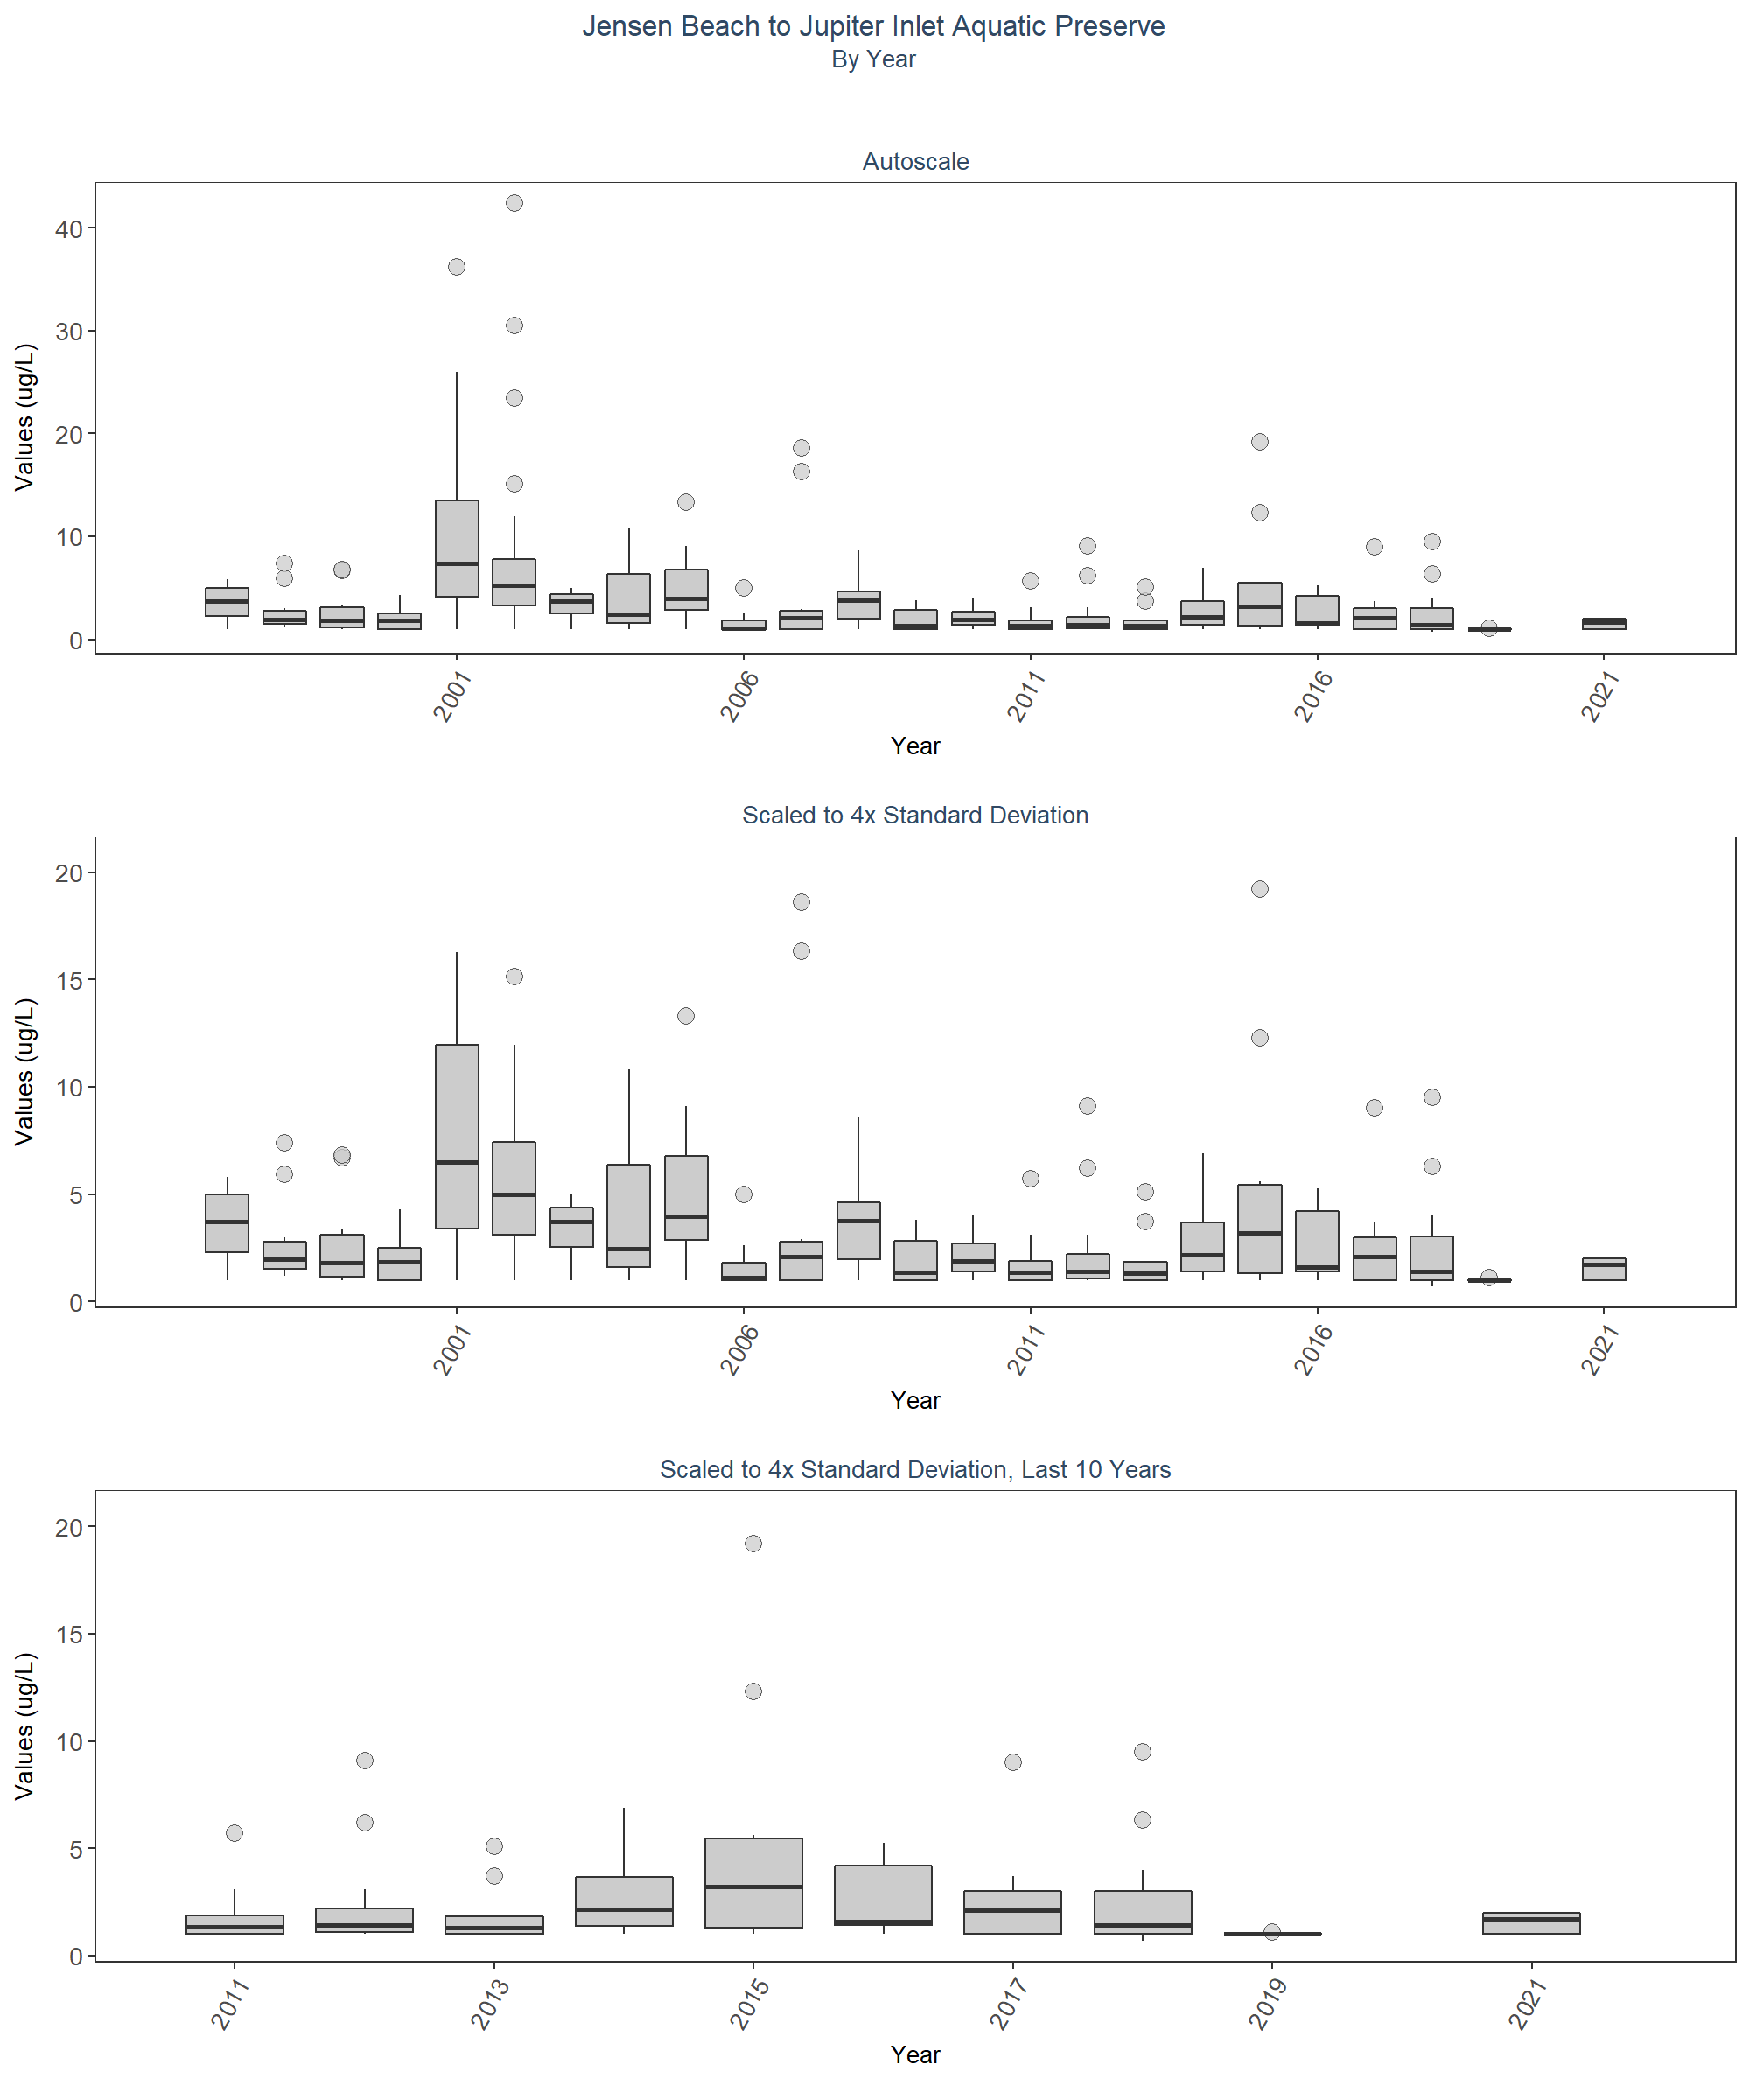 Jensen Beach to Jupiter Inlet Aquatic Preserve
By Year
Autoscale
Values (ug/L)
40
30
20
10
0
2001
2006
2011
2016
2021
Year
Scaled to 4x Standard Deviation
Values (ug/L)
20
15
10
5
0
2001
2006
2011
2016
2021
Year
Scaled to 4x Standard Deviation, Last 10 Years
Values (ug/L)
20
15
10
5
0
2011
2013
2015
2017
2019
2021
Year